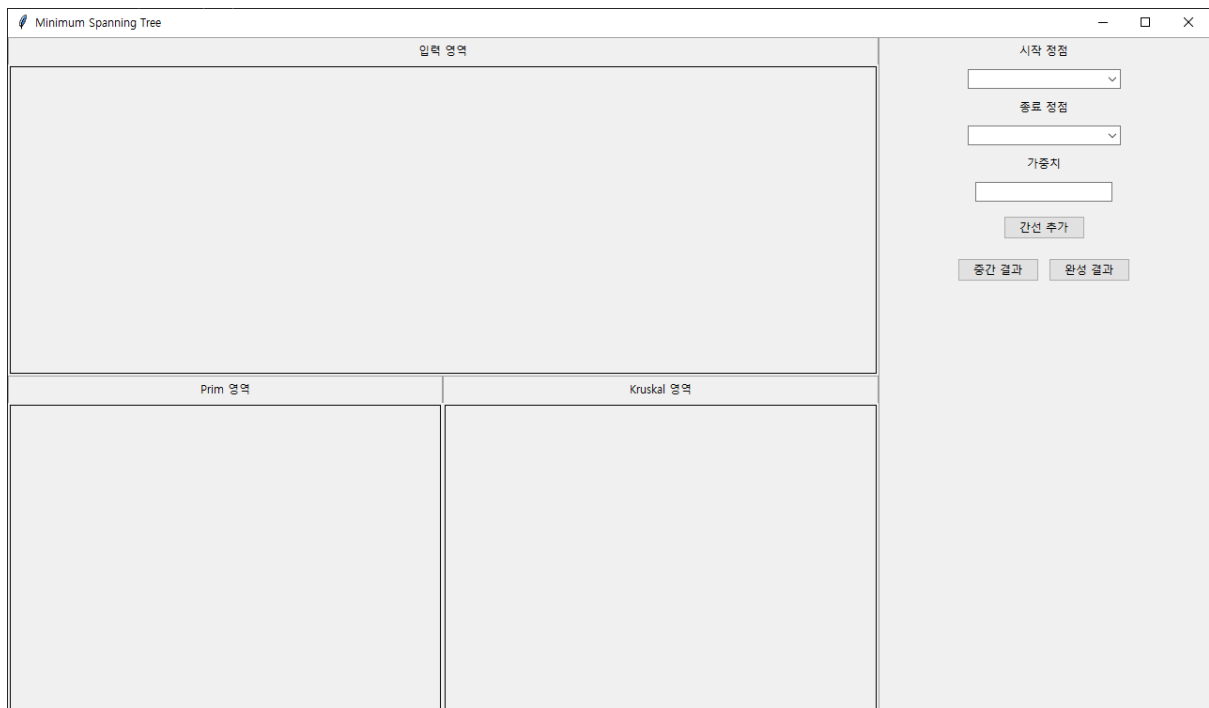 Minimum Spanning Tree
입력 영역
시작 정점
종료 정점
가중치
간선 추가
중간 결과 완성 결과
Prim 영역 Kruskal 영역